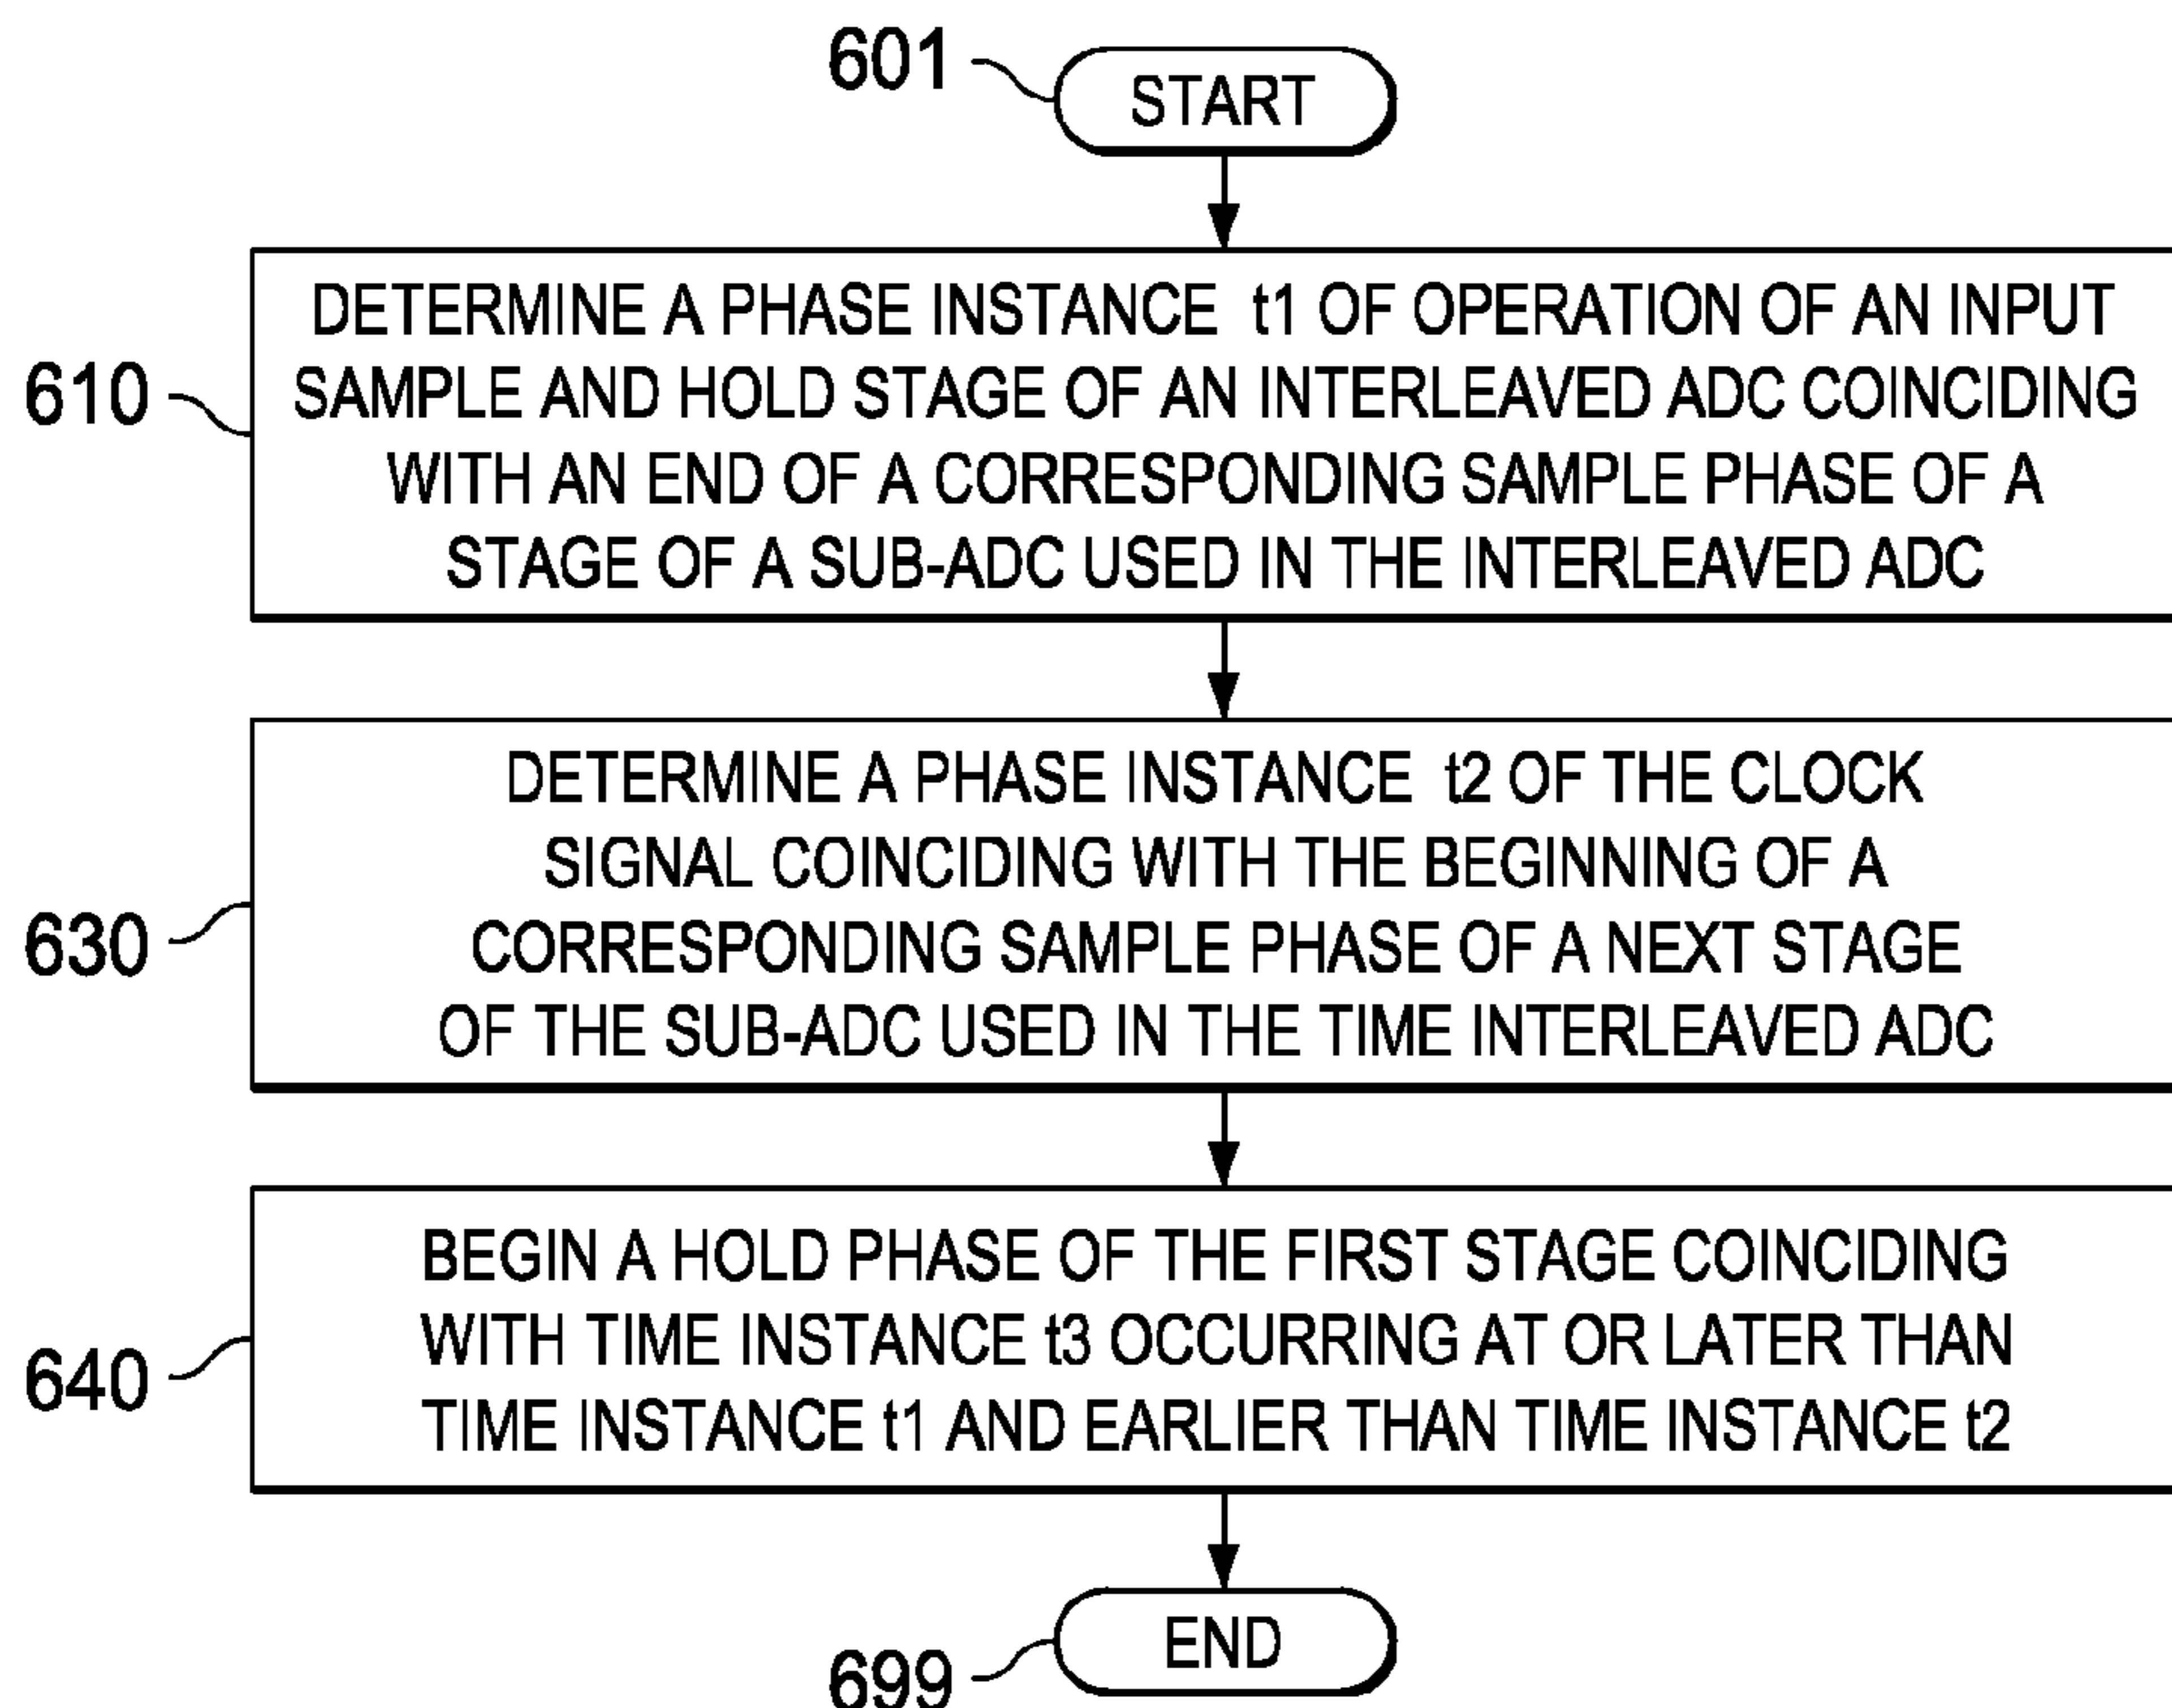 601
START
DETERMINE A PHASE INSTANCE t1 OF OPERATION OF AN INPUT
SAMPLE AND HOLD STAGE OF AN INTERLEAVED ADC COINCIDING
WITH AN END OF A CORRESPONDING SAMPLE PHASE OF A
STAGE OF A SUB-ADC USED IN THE INTERLEAVED ADC
610
DETERMINE A PHASE INSTANCE t2 OF THE CLOCK
SIGNAL COINCIDING WITH THE BEGINNING OF A
CORRESPONDING SAMPLE PHASE OF A NEXT STAGE
OF THE SUB-ADC USED IN THE TIME INTERLEAVED ADC
630
BEGIN A HOLD PHASE OF THE FIRST STAGE COINCIDING
WITH TIME INSTANCE t3 OCCURRING AT OR LATER THAN
TIME INSTANCE t1 AND EARLIER THAN TIME INSTANCE t2
640
END
699